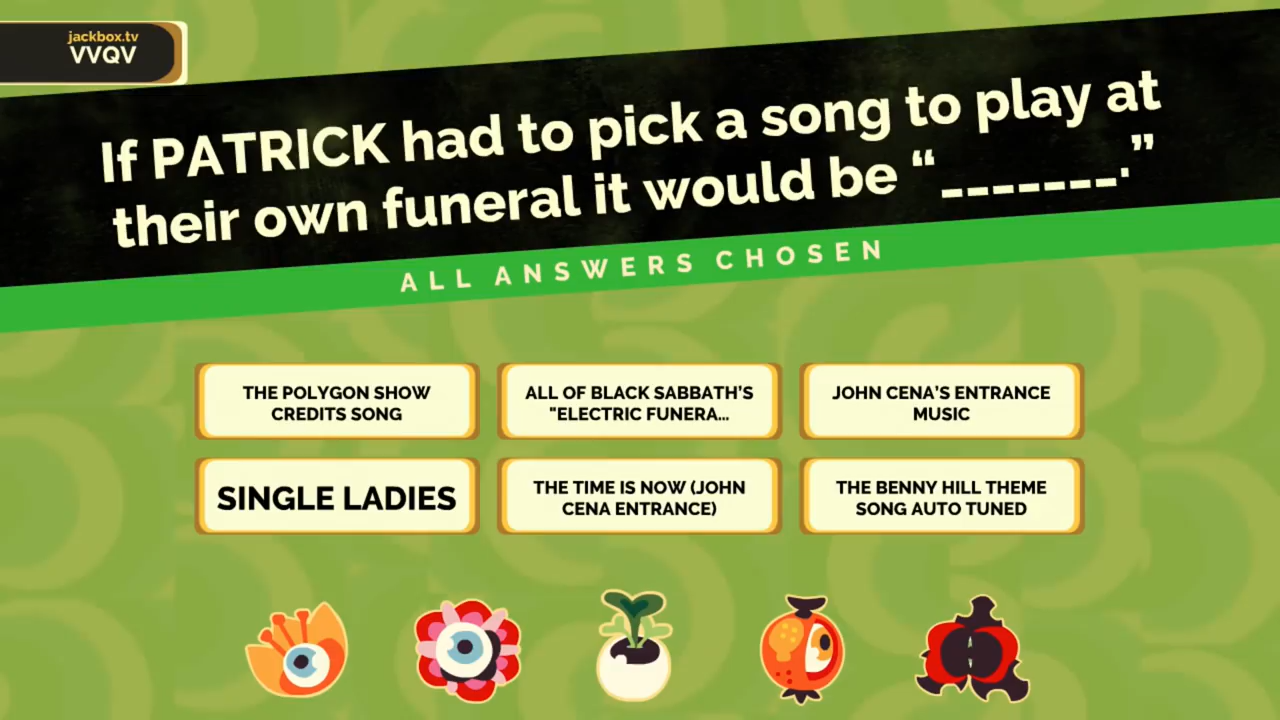 jackbox.tv
VVQV
If PATRICK had to pick a song to play at
their own funeral it would be “_______.”
ALL ANSWERS CHOSEN
THE POLYGON SHOW
CREDITS SONG
ALL OF BLACK SABBATH'S
"ELECTRIC FUNERA...
JOHN CENA'S ENTRANCE
MUSIC
SINGLE LADIES
THE TIME IS NOW (JOHN
CENA ENTRANCE)
THE BENNY HILL THEME
SONG AUTO TUNED